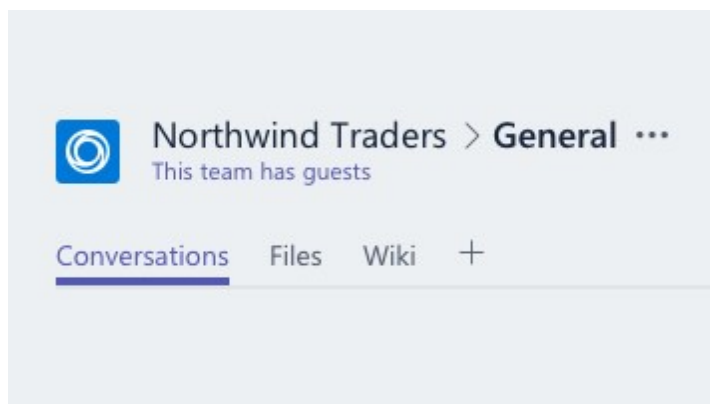 Northwind Traders > General ...
This team has guests
Conversations Files Wiki +